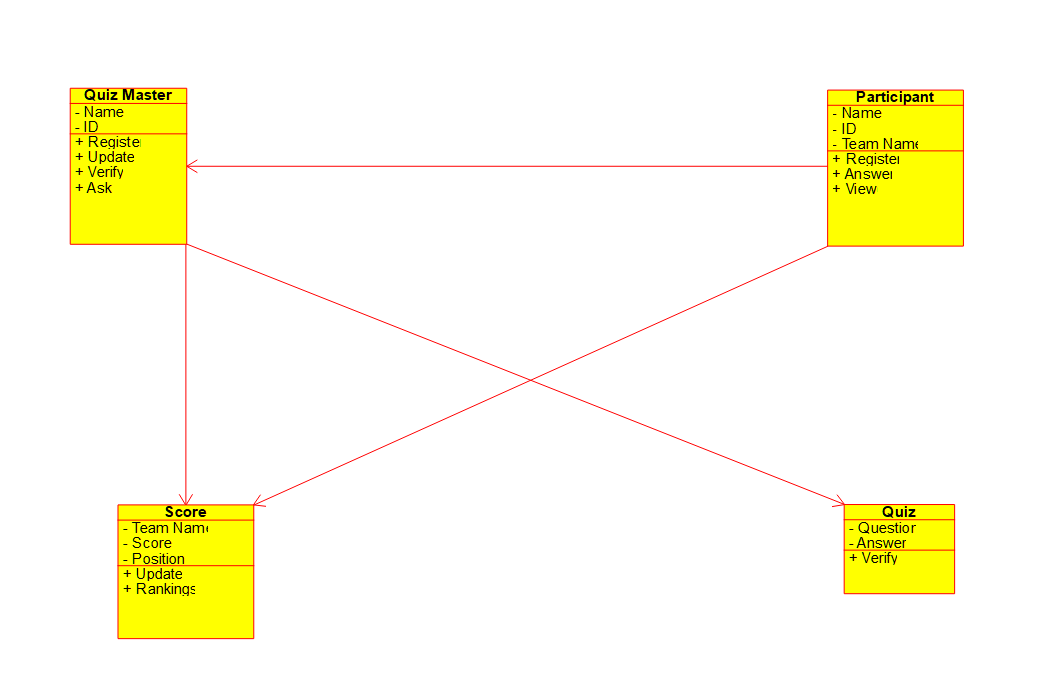 Quiz Master
- Name
- ID
+ Register
+ Update
+ Verify
+ Ask
Participant
- Name
- ID
- Team Name
+ Register
+ Answer
+ View
Score
- Team Name
- Score
- Position
+ Update
+ Rankings
Quiz
- Question
- Answer
+ Verify